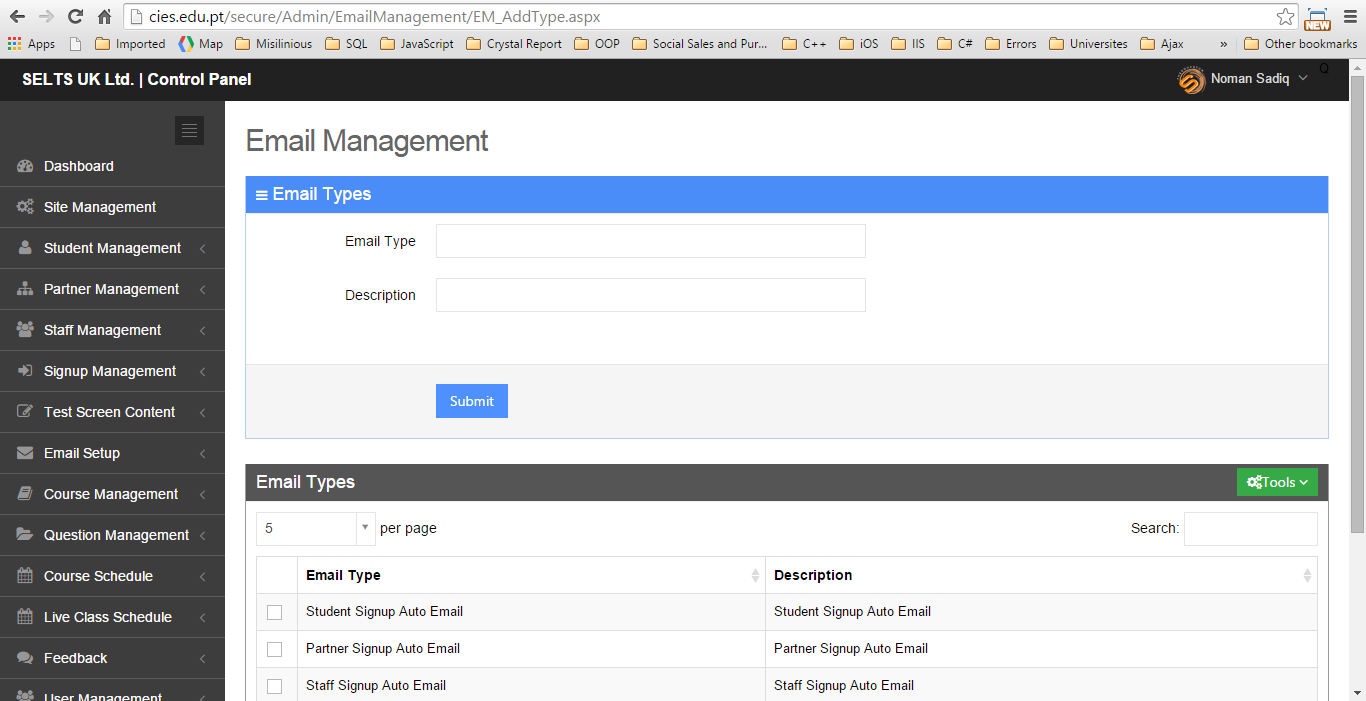 cies.edu.pt/secure/Admin/EmailManagement/EM_AddType.aspx
NEW
Apps Imported Map Misilinious SQL JavaScript Crystal Report OOP Social Sales and Pur... C++ iOS IIS C# Errors Universites Ajax » Other bookmarks
SELTS UK Ltd. | Control Panel
Noman Sadiq
Q
Dashboard
Site Management
Student Management
Partner Management
Staff Management
Signup Management
Test Screen Content
Email Setup
Course Management
Question Management
Course Schedule
Live Class Schedule
Feedback
User Management
Email Management
Email Types
Email Type
Description
Submit
Email Types
Tools
5 per page
Search:
Email Type Description
Student Signup Auto Email Student Signup Auto Email
Partner Signup Auto Email Partner Signup Auto Email
Staff Signup Auto Email Staff Signup Auto Email